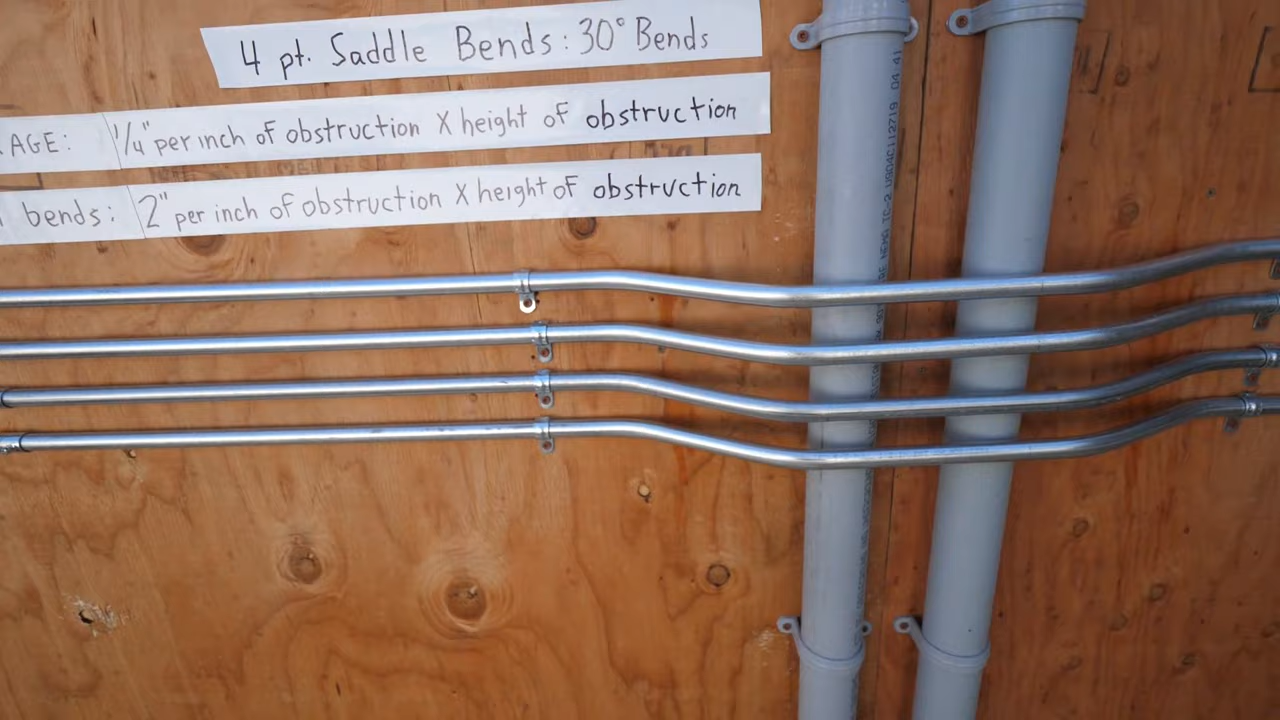 4 pt. Saddle Bends: 30° Bends
AGE: 1/4" per inch of obstruction X height of obstruction
bends: 2" per inch of obstruction X height of obstruction